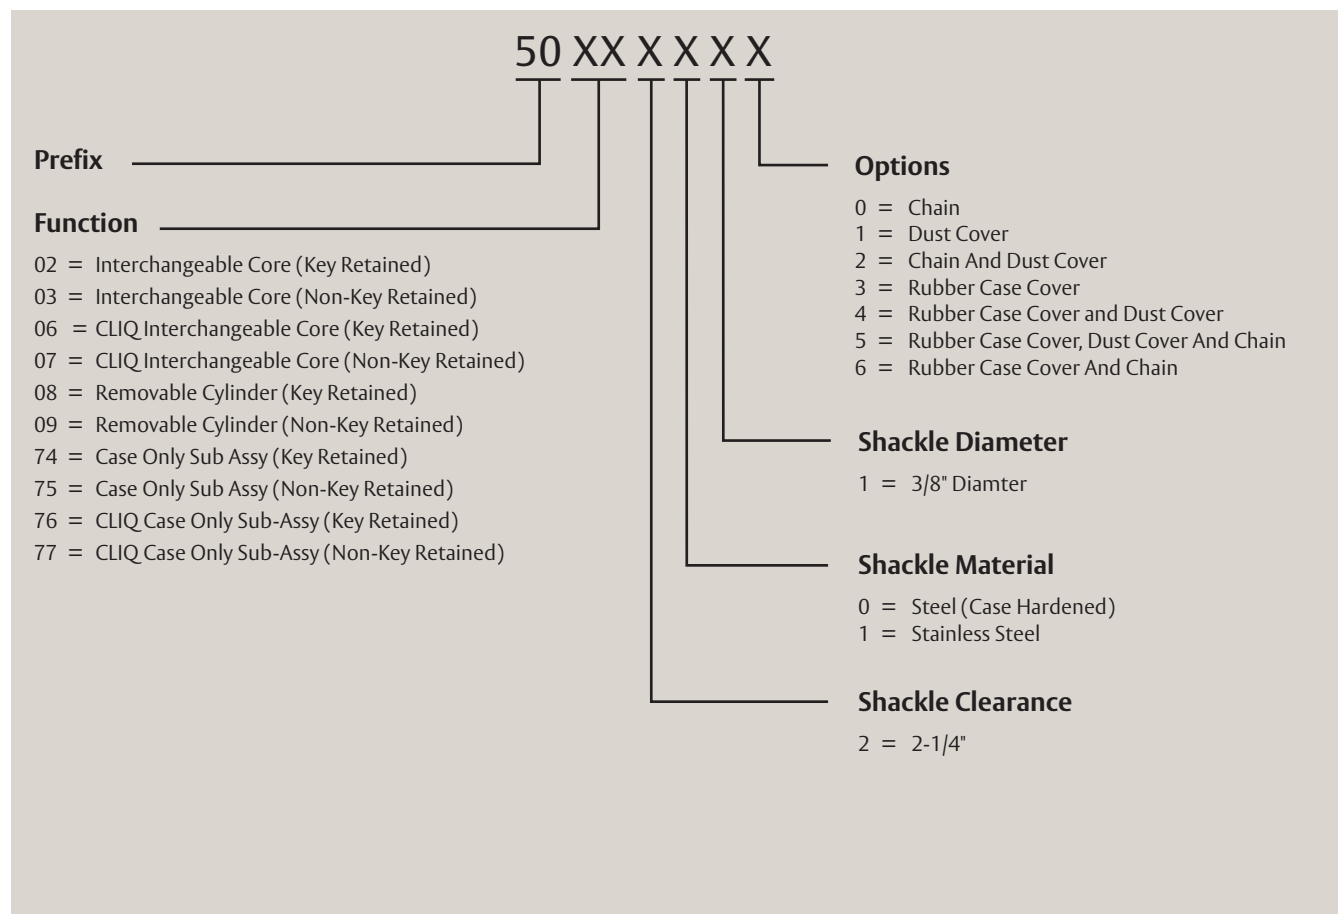 50 XX X X X X
Prefix
Function
02 = Interchangeable Core (Key Retained)
03 = Interchangeable Core (Non-Key Retained)
06 = CLIQ Interchangeable Core (Key Retained)
07 = CLIQ Interchangeable Core (Non-Key Retained)
08 = Removable Cylinder (Key Retained)
09 = Removable Cylinder (Non-Key Retained)
74 = Case Only Sub Assy (Key Retained)
75 = Case Only Sub Assy (Non-Key Retained)
76 = CLIQ Case Only Sub-Assy (Key Retained)
77 = CLIQ Case Only Sub-Assy (Non-Key Retained)
Options
0 = Chain
1 = Dust Cover
2 = Chain And Dust Cover
3 = Rubber Case Cover
4 = Rubber Case Cover and Dust Cover
5 = Rubber Case Cover, Dust Cover And Chain
6 = Rubber Case Cover And Chain
Shackle Diameter
1 = 3/8" Diamter
Shackle Material
0 = Steel (Case Hardened)
1 = Stainless Steel
Shackle Clearance
2 = 2-1/4"